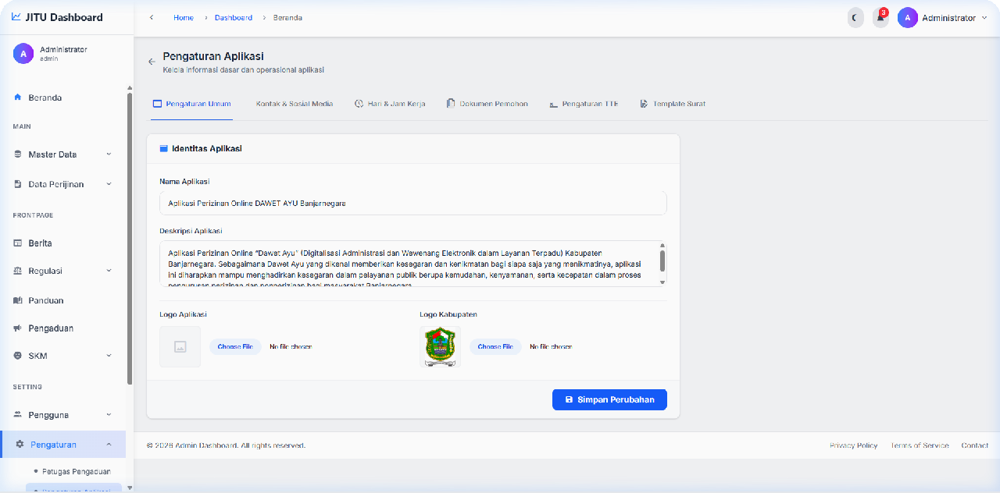 JITU Dashboard
Home
Dashboard
Beranda
3
A
Administrator
A
Administrator
admin
Beranda
MAIN
Master Data
Data Perijinan
FRONTPAGE
Berita
Regulasi
Panduan
Pengaduan
SKM
SETTING
Pengguna
Pengaturan
Petugas Pengaduan
Pengaturan Aplikasi
Pengaturan Aplikasi
Kelola informasi dasar dan operasional aplikasi
Pengaturan Umum
Kontak & Sosial Media
Hari & Jam Kerja
Dokumen Pemohon
Pengaturan TTE
Template Surat
Identitas Aplikasi
Nama Aplikasi
Aplikasi Perizinan Online DAWET AYU Banjarnegara
Deskripsi Aplikasi
Aplikasi Perizinan Online “Dawet Ayu” (Digitalisasi Administrasi dan Wewenang Elektronik dalam Layanan Terpadu) Kabupaten
Banjarnegara. Sebagaimana Dawet Ayu yang dikenal memberikan kesegaran dan kenikmatan bagi siapa saja yang menikmatinya, aplikasi
ini diharapkan mampu menghadirkan kesegaran dalam pelayanan publik berupa kemudahan, kenyamanan, serta kecepatan dalam proses
pengurusan perizinan dan nonperizinan bagi masyarakat Banjarnegara.
Logo Aplikasi
Choose File
No file chosen
Logo Kabupaten
Choose File
No file chosen
Simpan Perubahan
© 2026 Admin Dashboard. All rights reserved.
Privacy Policy
Terms of Service
Contact